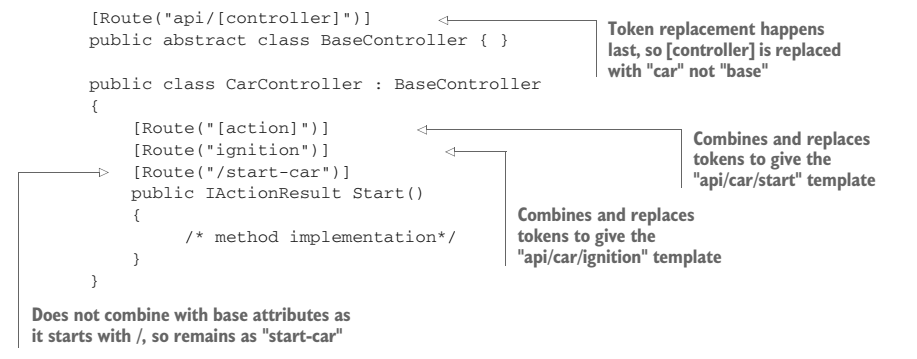 [Route("api/[controller]")]
public abstract class BaseController { }
Token replacement happens
last, so [controller] is replaced
with "car" not "base"
public class CarController : BaseController
{
[Route("[action]")]
[Route("ignition")]
[Route("/start-car")]
public IActionResult Start()
{
/* method implementation*/
}
}
Combines and replaces
tokens to give the
"api/car/start" template
Combines and replaces
tokens to give the
"api/car/ignition" template
Does not combine with base attributes as
it starts with /, so remains as "start-car"